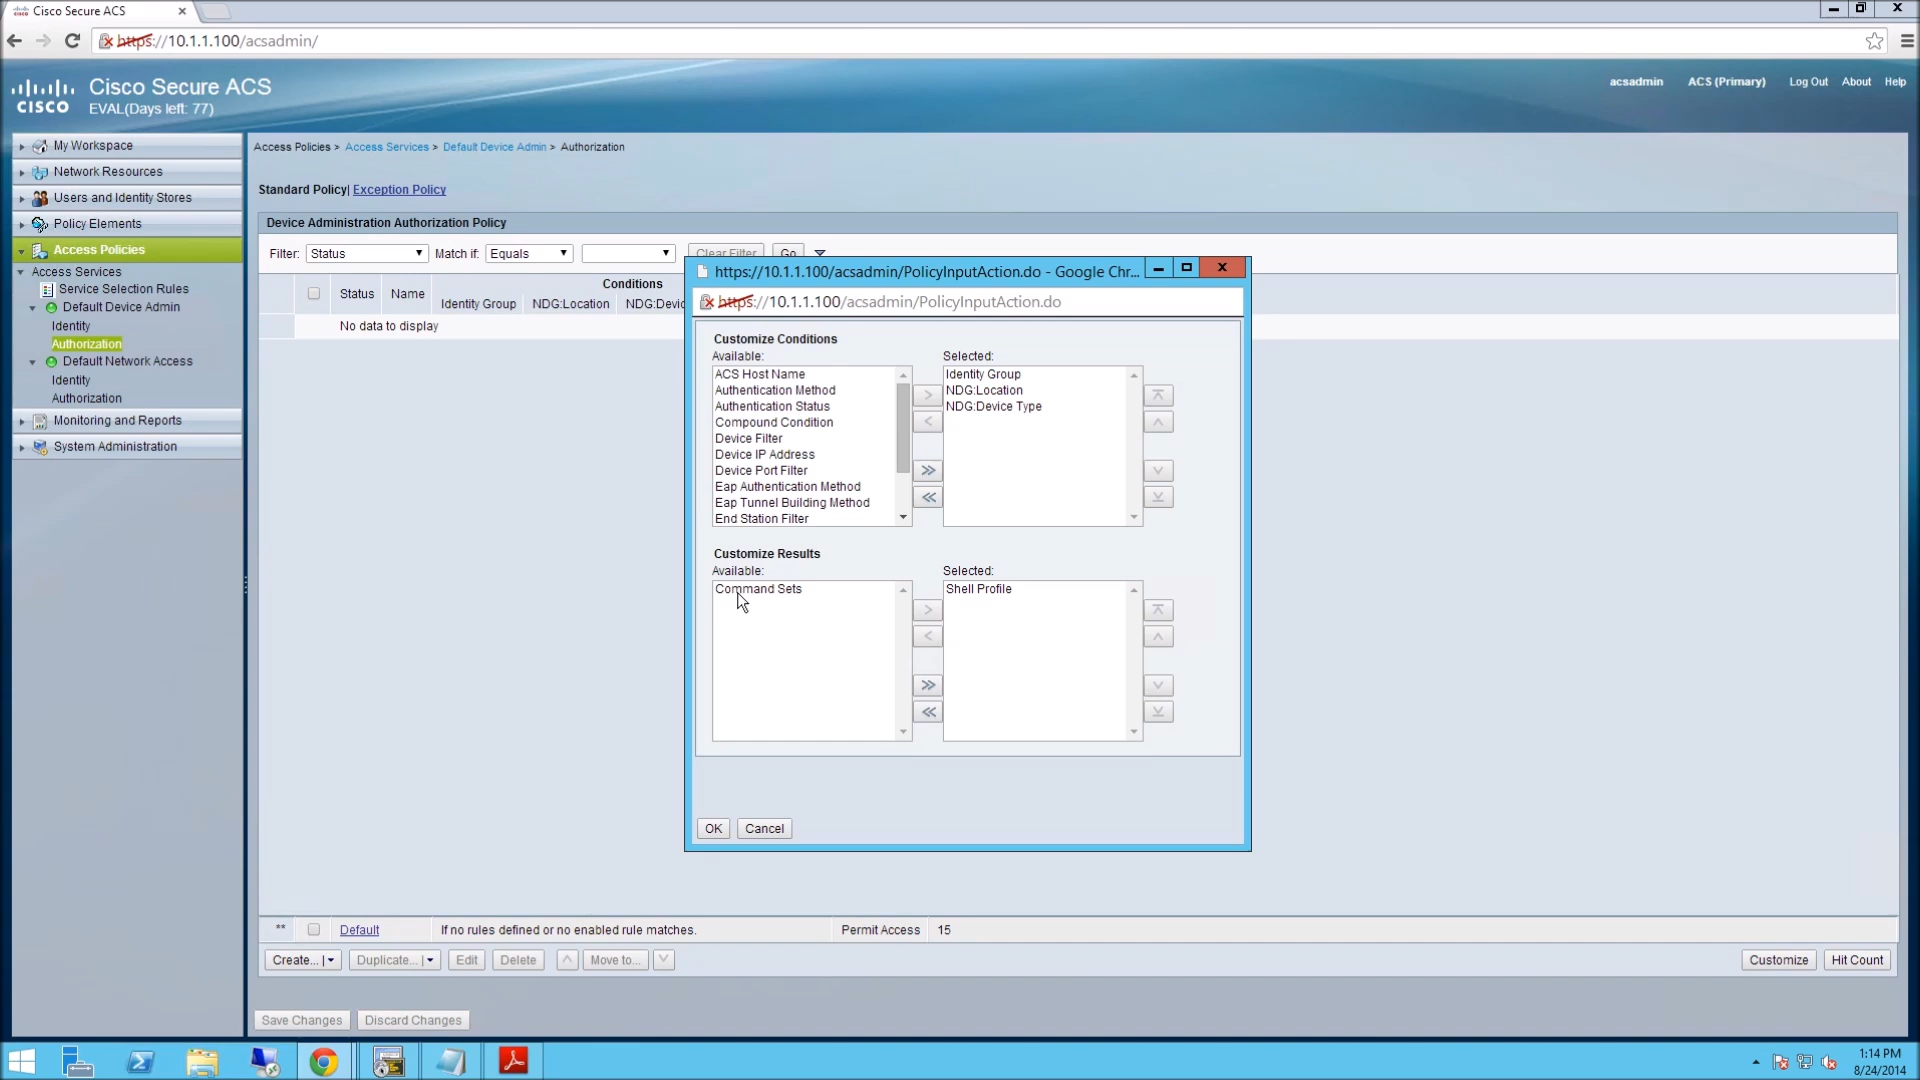 Cisco Secure ACS
https://10.1.1.100/acsadmin/
CISCO
Cisco Secure ACS
EVAL(Days left: 77)
acsadmin ACS (Primary) Log Out About Help
My Workspace
Network Resources
Users and Identity Stores
Policy Elements
Access Policies
Access Services
Service Selection Rules
Default Device Admin
Identity
Authorization
Default Network Access
Identity
Authorization
Monitoring and Reports
System Administration
Access Policies > Access Services > Default Device Admin > Authorization
Standard Policy| Exception Policy
Device Administration Authorization Policy
Filter: Status Match if: Equals Clear Filter Go
Status Name Conditions
Identity Group NDG:Location NDG:Devic
No data to display
https://10.1.1.100/acsadmin/PolicyInputAction.do - Google Chr...
https://10.1.1.100/acsadmin/PolicyInputAction.do
Customize Conditions
Available: Selected:
ACS Host Name
Authentication Method
Authentication Status
Compound Condition
Device Filter
Device IP Address
Device Port Filter
Eap Authentication Method
Eap Tunnel Building Method
End Station Filter
Identity Group
NDG:Location
NDG:Device Type
Customize Results
Available: Selected:
Command Sets
Shell Profile
OK Cancel
** Default If no rules defined or no enabled rule matches. Permit Access 15
Create... | Duplicate... | Edit Delete Move to... Customize Hit Count
Save Changes Discard Changes
1:14 PM
8/24/2014